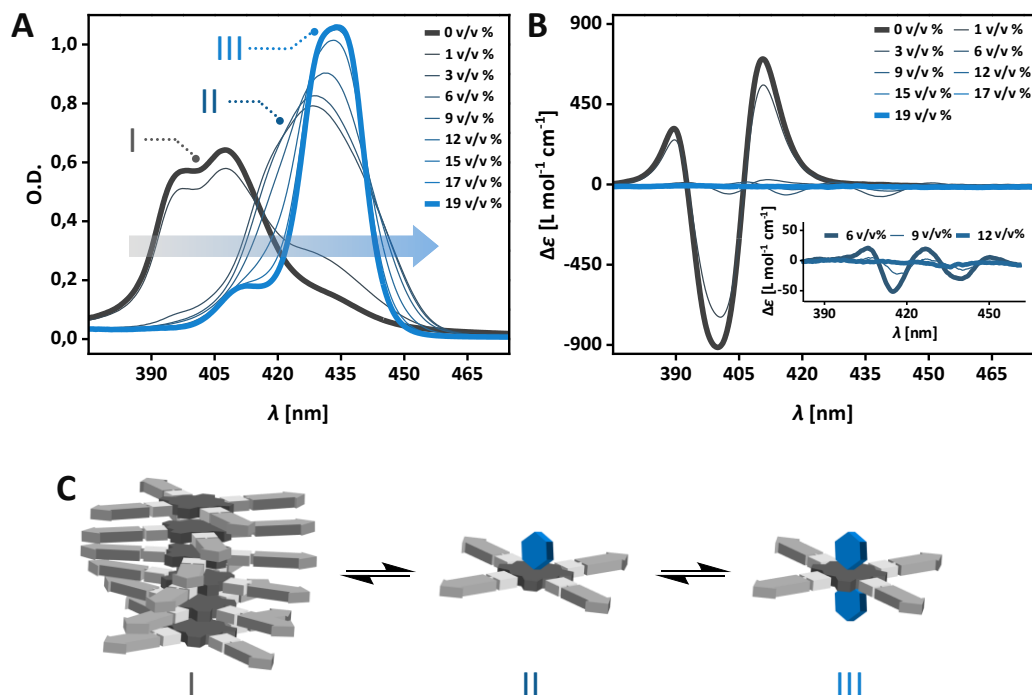 A
1,0
0,8
0,6
0,4
0,2
0,0
O.D.
390 405 420 435 450 465
λ [nm]
I
II
III
0 v/v %
1 v/v %
3 v/v %
6 v/v %
9 v/v %
12 v/v %
15 v/v %
17 v/v %
19 v/v %
B
900
450
0
-450
-900
Δε [L mol⁻¹ cm⁻¹]
390 405 420 435 450 465
λ [nm]
0 v/v % 1 v/v %
3 v/v % 6 v/v %
9 v/v % 12 v/v %
15 v/v % 17 v/v %
19 v/v %
6 v/v% 9 v/v% 12 v/v%
50
0
-50
Δε [L mol⁻¹ cm⁻¹]
390 420 450
λ [nm]
C
I II III